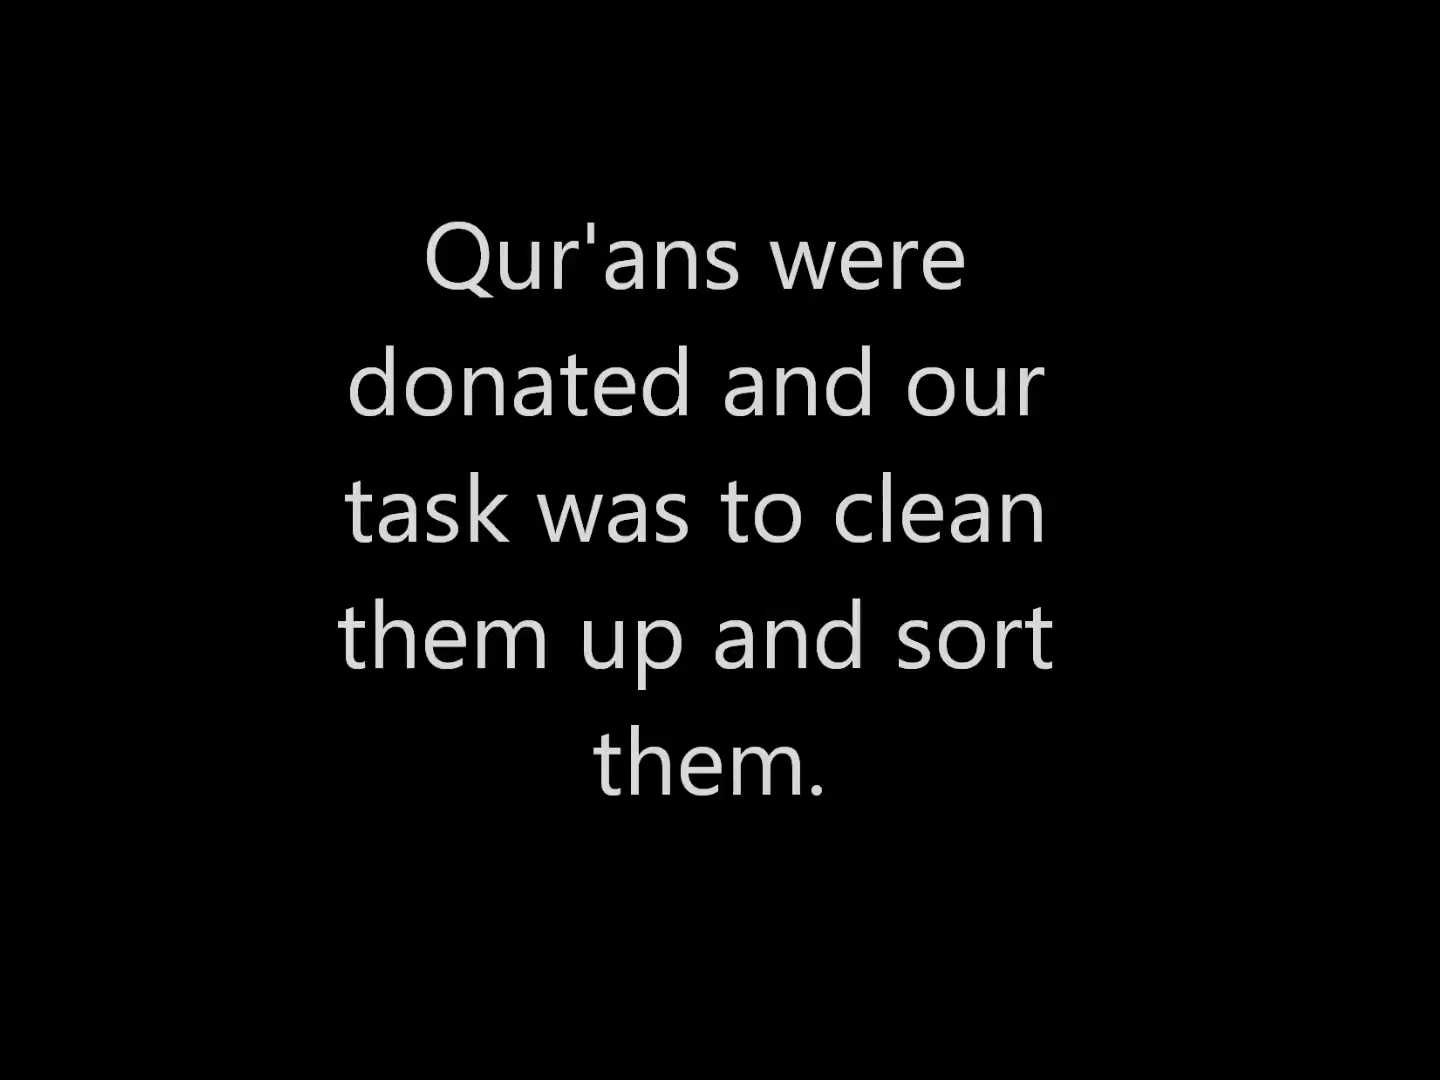 Qur'ans were
donated and our
task was to clean
them up and sort
them.